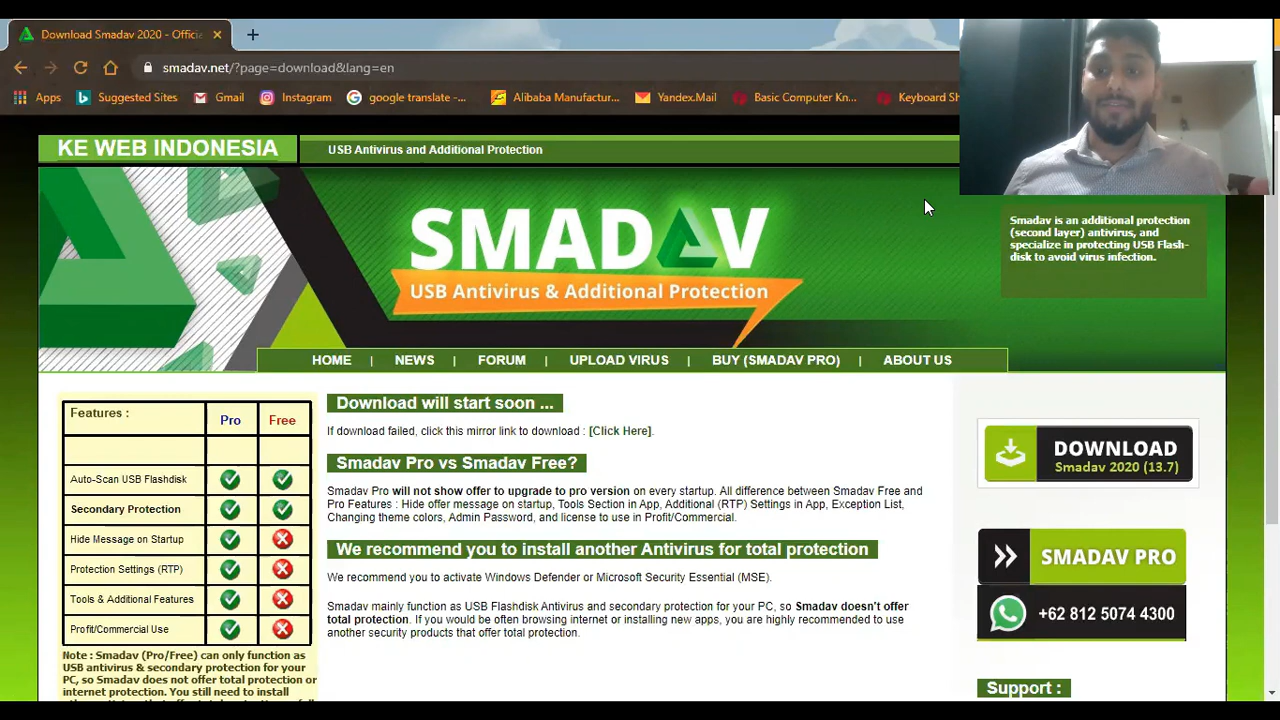 Download Smadav 2020 - Offici
smadav.net/?page=download&lang=en
Apps
Suggested Sites
Gmail
Instagram
google translate -...
Alibaba Manufactur...
Yandex.Mail
Basic Computer Kn...
Keyboard Sh
KE WEB INDONESIA
USB Antivirus and Additional Protection
SMADAV
USB Antivirus & Additional Protection
Smadav is an additional protection
(second layer) antivirus, and
specialize in protecting USB Flash-
disk to avoid virus infection.
HOME | NEWS | FORUM | UPLOAD VIRUS | BUY (SMADAV PRO) | ABOUT US
Features : Pro Free
Auto-Scan USB Flashdisk
Secondary Protection
Hide Message on Startup
Protection Settings (RTP)
Tools & Additional Features
Profit/Commercial Use
Note : Smadav (Pro/Free) can only function as
USB antivirus & secondary protection for your
PC, so Smadav does not offer total protection or
internet protection. You still need to install
Download will start soon ...
If download failed, click this mirror link to download : [Click Here].
Smadav Pro vs Smadav Free?
Smadav Pro will not show offer to upgrade to pro version on every startup. All difference between Smadav Free and
Pro Features : Hide offer message on startup, Tools Section in App, Additional (RTP) Settings in App, Exception List,
Changing theme colors, Admin Password, and license to use in Profit/Commercial.
We recommend you to install another Antivirus for total protection
We recommend you to activate Windows Defender or Microsoft Security Essential (MSE).
Smadav mainly function as USB Flashdisk Antivirus and secondary protection for your PC, so Smadav doesn't offer
total protection. If you would be often browsing internet or installing new apps, you are highly recommended to use
another security products that offer total protection.
DOWNLOAD
Smadav 2020 (13.7)
SMADAV PRO
+62 812 5074 4300
Support :